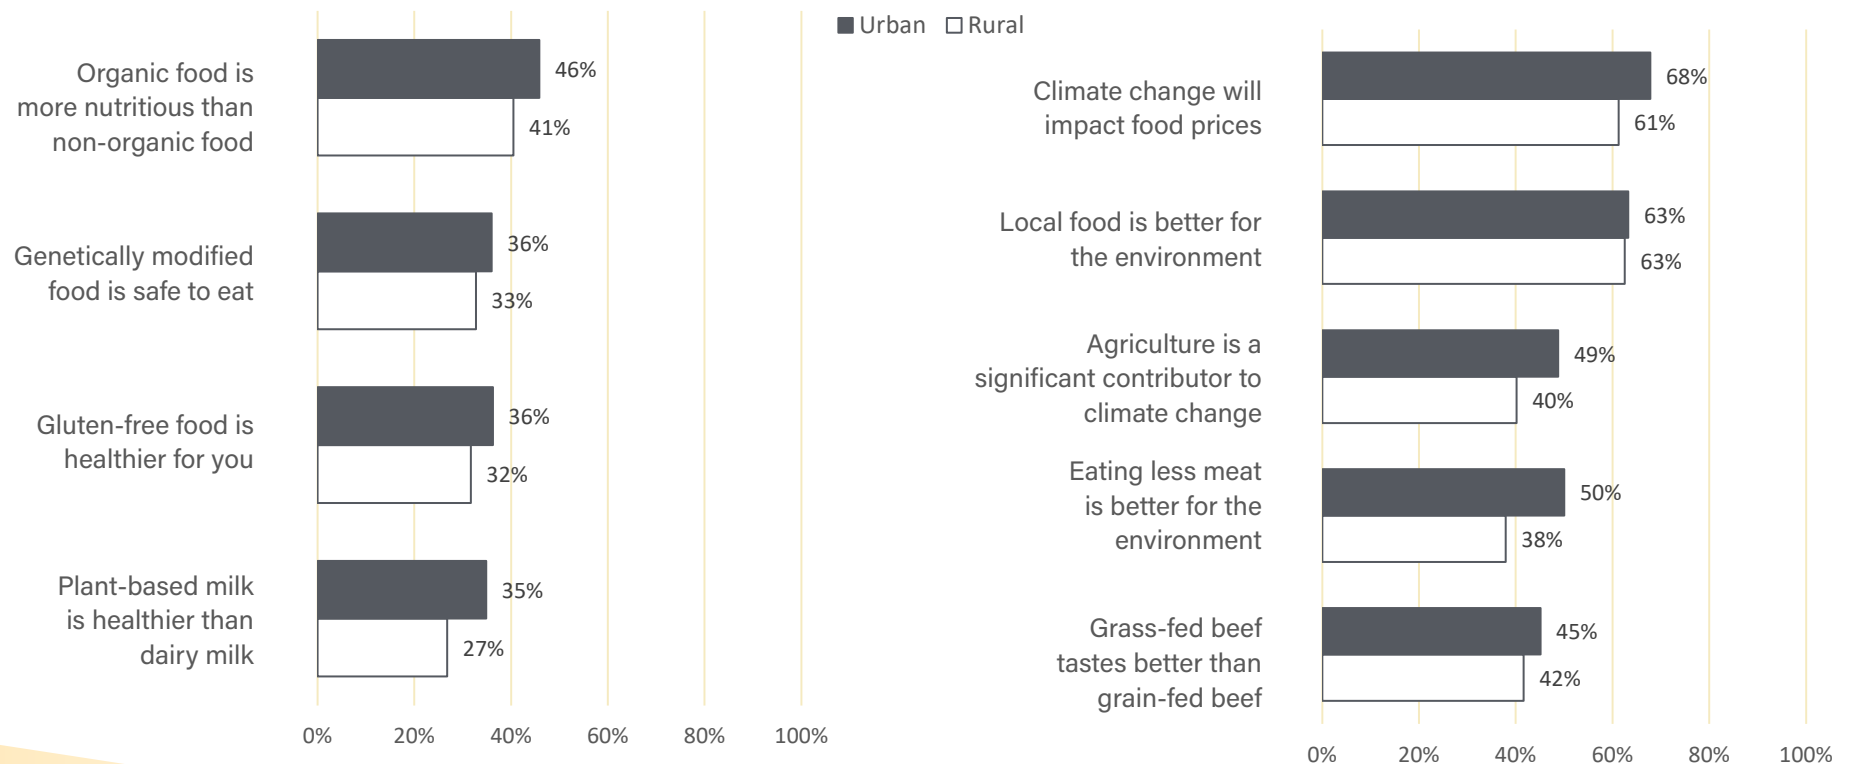 Urban Rural
Organic food is
more nutritious than
non-organic food
46%
41%
Genetically modified
food is safe to eat
36%
33%
Gluten-free food is
healthier for you
36%
32%
Plant-based milk
is healthier than
dairy milk
35%
27%
0% 20% 40% 60% 80% 100%
Climate change will
impact food prices
68%
61%
Local food is better for
the environment
63%
63%
Agriculture is a
significant contributor to
climate change
49%
40%
Eating less meat
is better for the
environment
50%
38%
Grass-fed beef
tastes better than
grain-fed beef
45%
42%
0% 20% 40% 60% 80% 100%